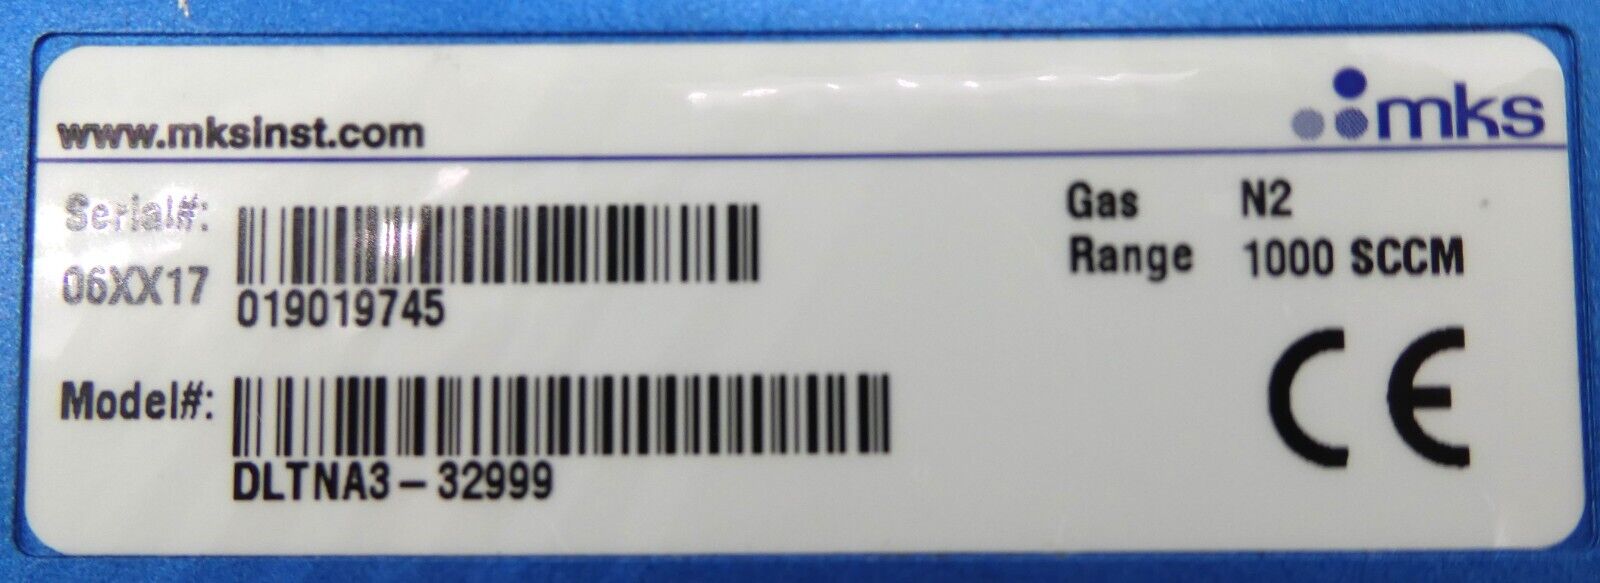 www.mksinst.com
mks
Serial#:
06XX17
019019745
Gas N2
Range 1000 SCCM
Model#:
DLTNA3-32999
CE